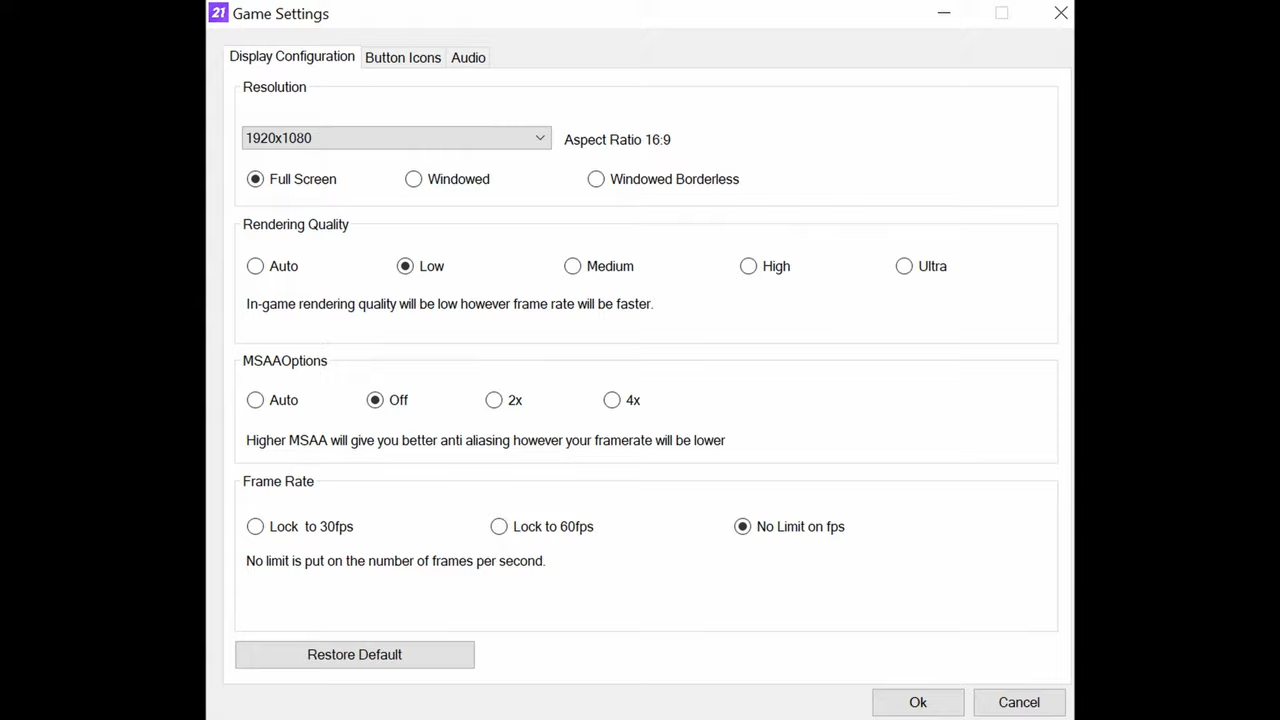 21 Game Settings
Display Configuration Button Icons Audio
Resolution
1920x1080 Aspect Ratio 16:9
Full Screen Windowed Windowed Borderless
Rendering Quality
Auto Low Medium High Ultra
In-game rendering quality will be low however frame rate will be faster.
MSAAOptions
Auto Off 2x 4x
Higher MSAA will give you better anti aliasing however your framerate will be lower
Frame Rate
Lock to 30fps Lock to 60fps No Limit on fps
No limit is put on the number of frames per second.
Restore Default
Ok Cancel